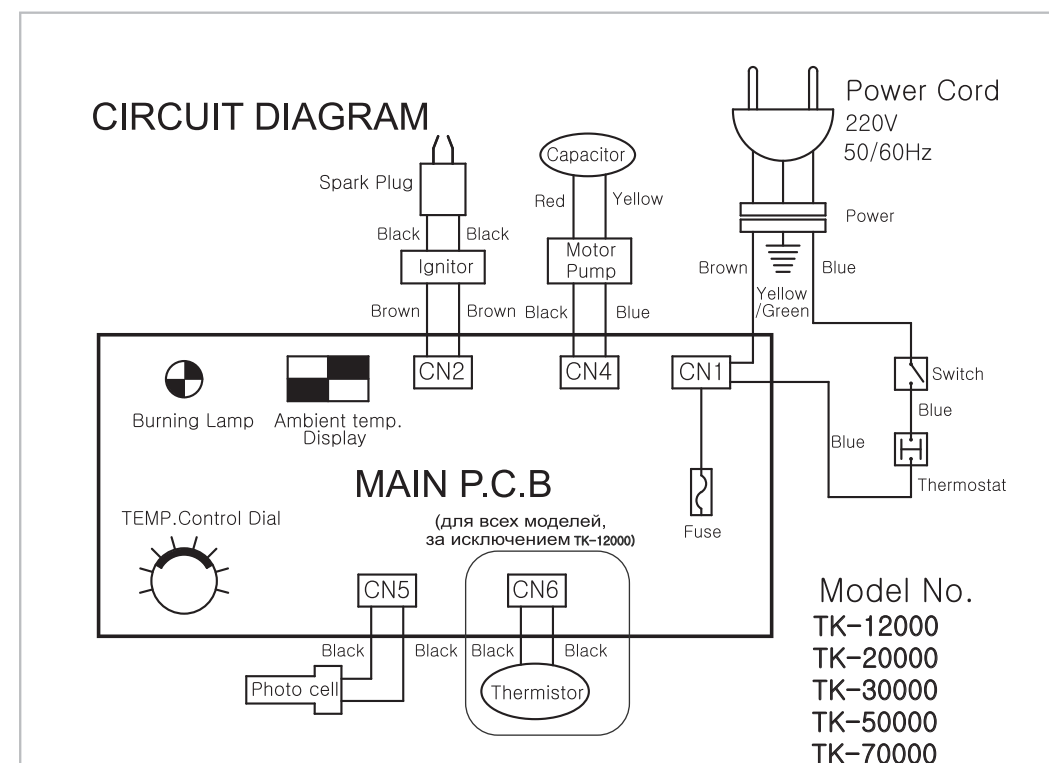 CIRCUIT DIAGRAM
Power Cord
220V
50/60Hz
Capacitor
Spark Plug
Red
Yellow
Power
Black
Black
Motor
Pump
Ignitor
Brown
Blue
Yellow
/Green
Brown
Brown
Black
Blue
CN2
CN4
CN1
Switch
Burning Lamp
Ambient temp.
Display
Blue
Blue
Thermostat
MAIN P.C.B
TEMP.Control Dial
(для всех моделей,
за исключением TK-12000)
Fuse
CN5
CN6
Model No.
TK-12000
Black
Black
Black
Black
TK-20000
Photo cell
Thermistor
TK-30000
TK-50000
TK-70000